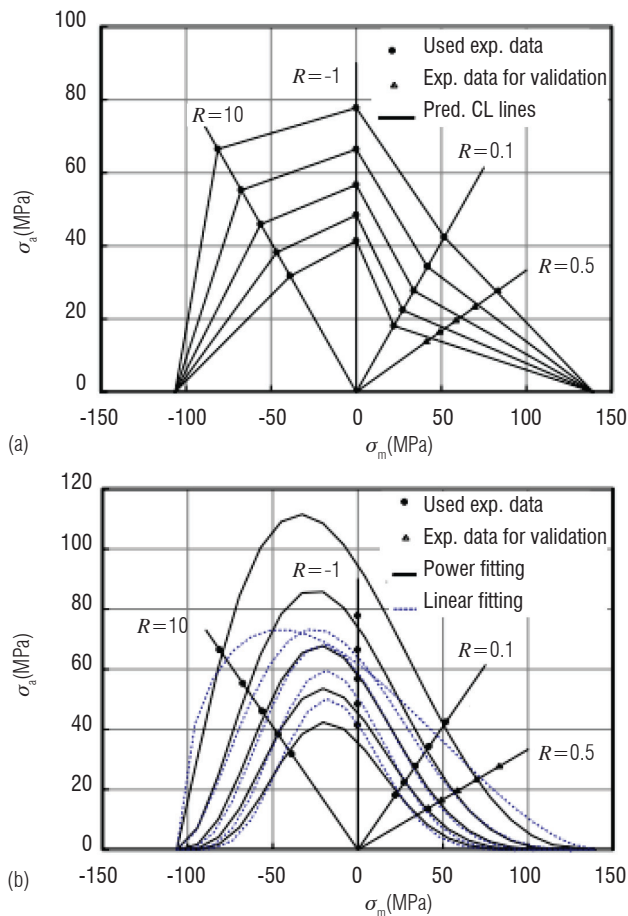 100
80
60
40
20
0
σa(MPa)
R=-1
R=10
R=0.1
R=0.5
Used exp. data
Exp. data for validation
Pred. CL lines
-150
-100
-50
0
50
100
150
(a)
σm(MPa)
120
100
80
60
40
20
0
σa(MPa)
R=-1
R=10
R=0.1
R=0.5
Used exp. data
Exp. data for validation
Power fitting
Linear fitting
-150
-100
-50
0
50
100
150
(b)
σm(MPa)